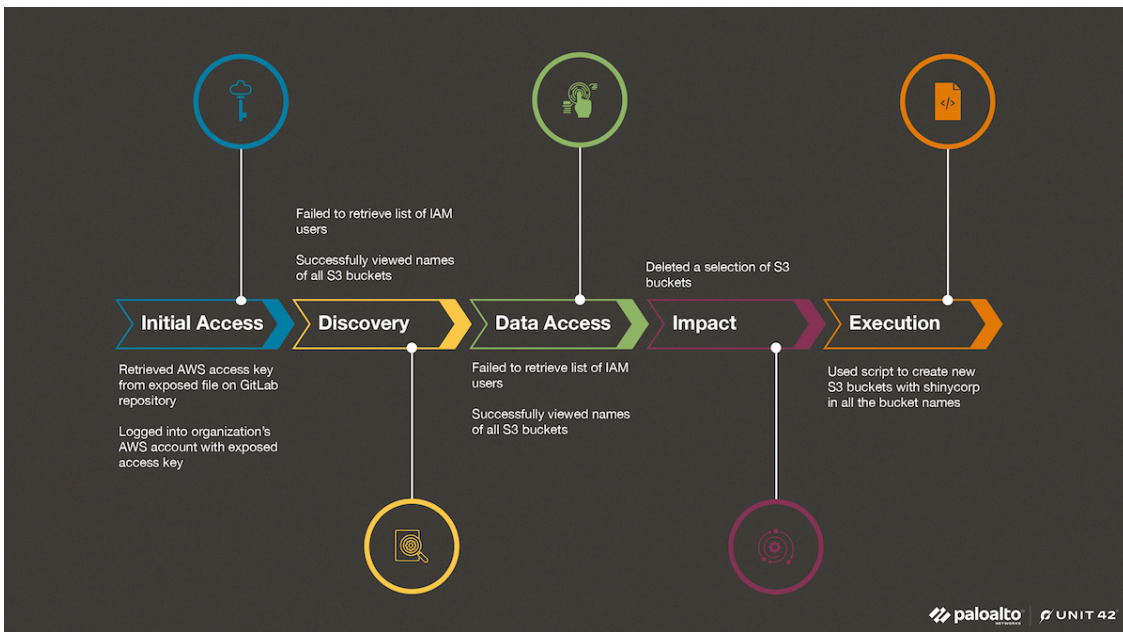 Failed to retrieve list of IAM
users
Successfully viewed names
of all S3 buckets
Deleted a selection of S3
buckets
Initial Access
Discovery
Data Access
Impact
Execution
Retrieved AWS access key
from exposed file on GitLab
repository
Logged into organization's
AWS account with exposed
access key
Failed to retrieve list of IAM
users
Successfully viewed names
of all S3 buckets
Used script to create new
S3 buckets with shinycorp
in all the bucket names
</>
paloalto
NETWORKS
UNIT 42